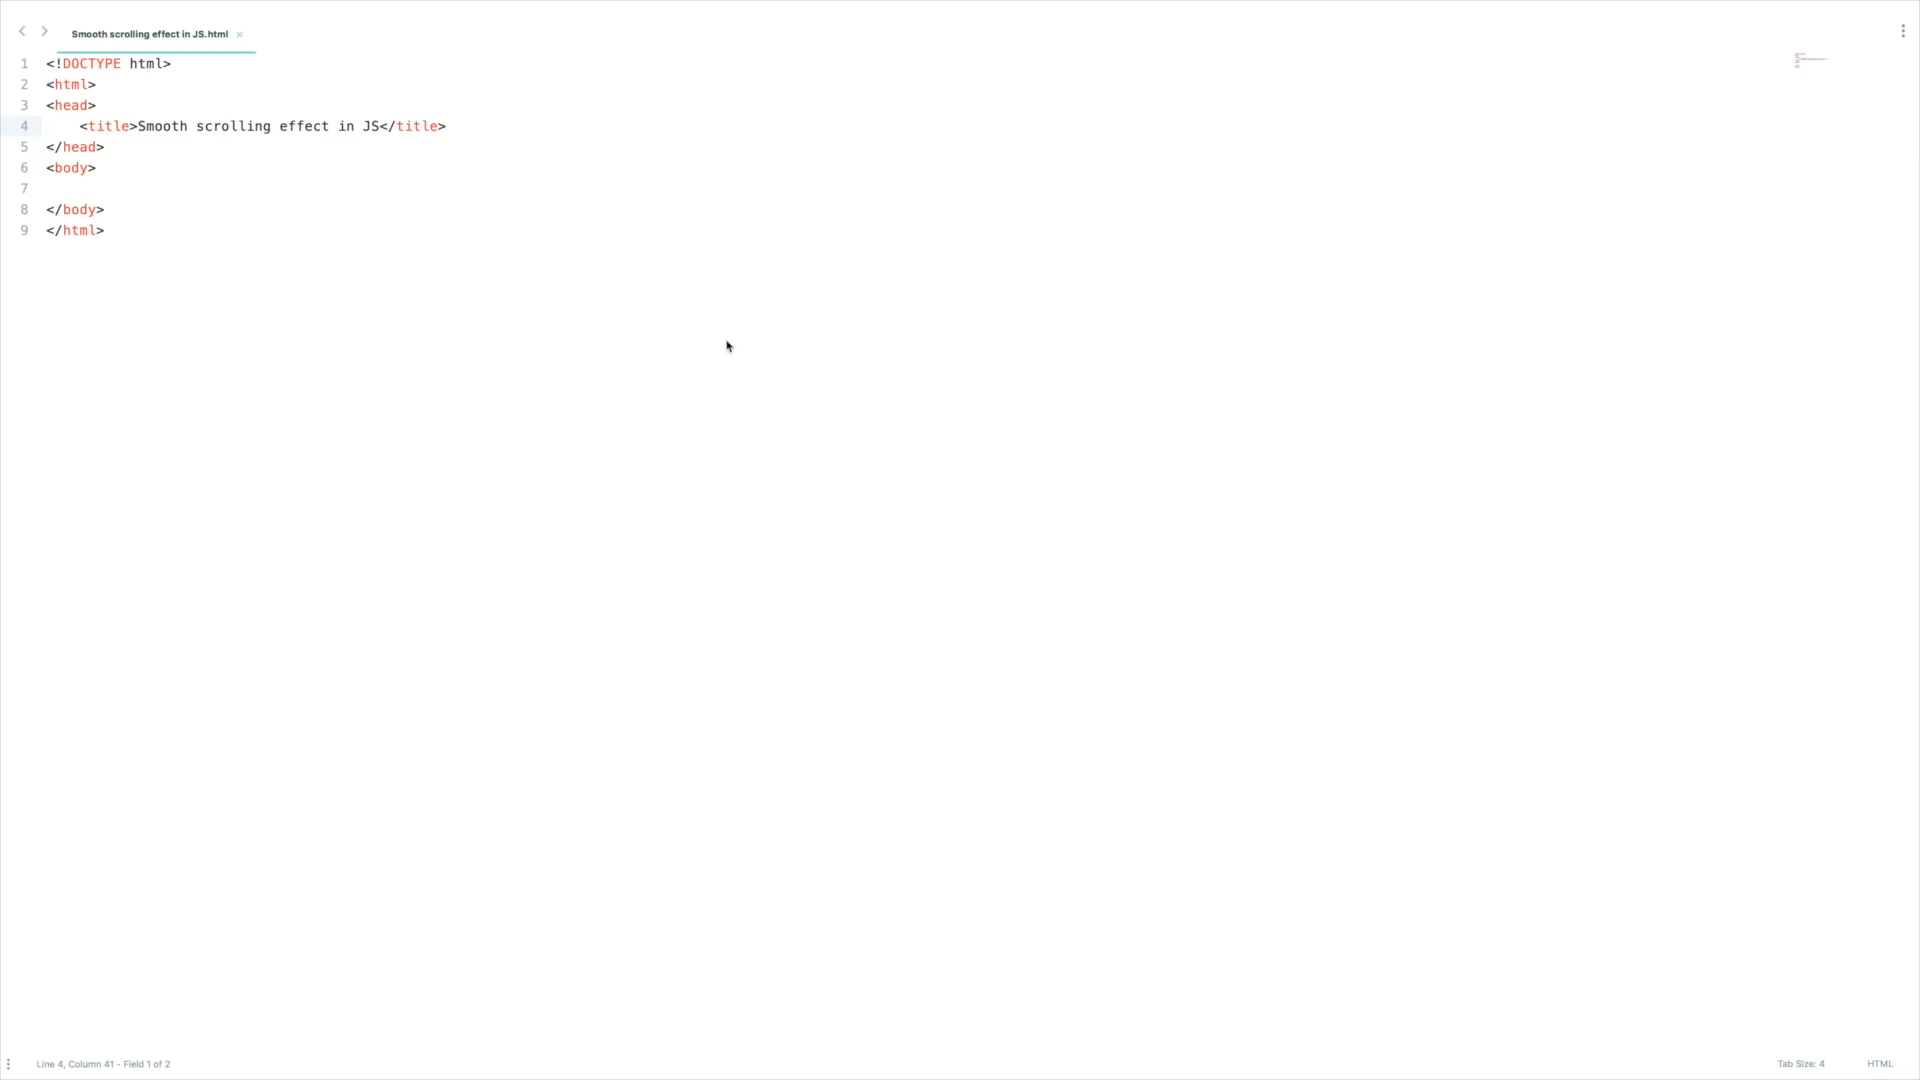 Smooth scrolling effect in JS.html ×
1 <!DOCTYPE html>
2 <html>
3 <head>
4     <title>Smooth scrolling effect in JS</title>
5 </head>
6 <body>
7
8 </body>
9 </html>
Line 4, Column 41 - Field 1 of 2
Tab Size: 4
HTML